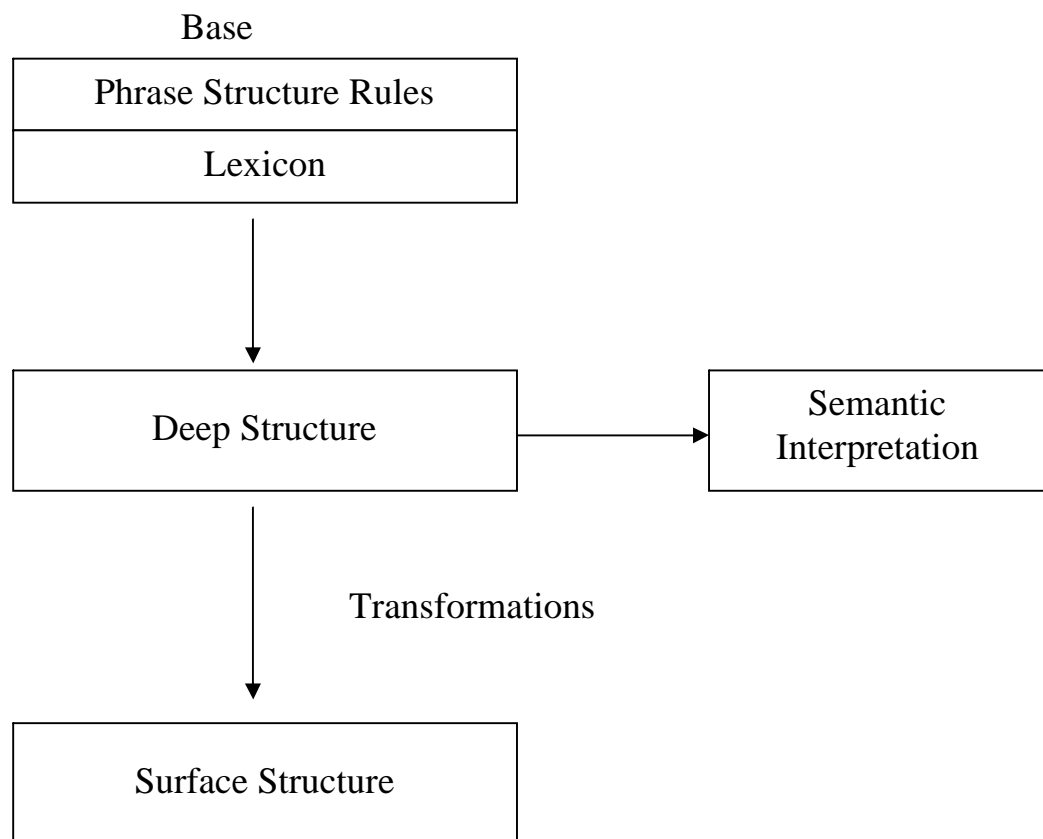 Base
Phrase Structure Rules
Lexicon
Deep Structure
Semantic
Interpretation
Transformations
Surface Structure